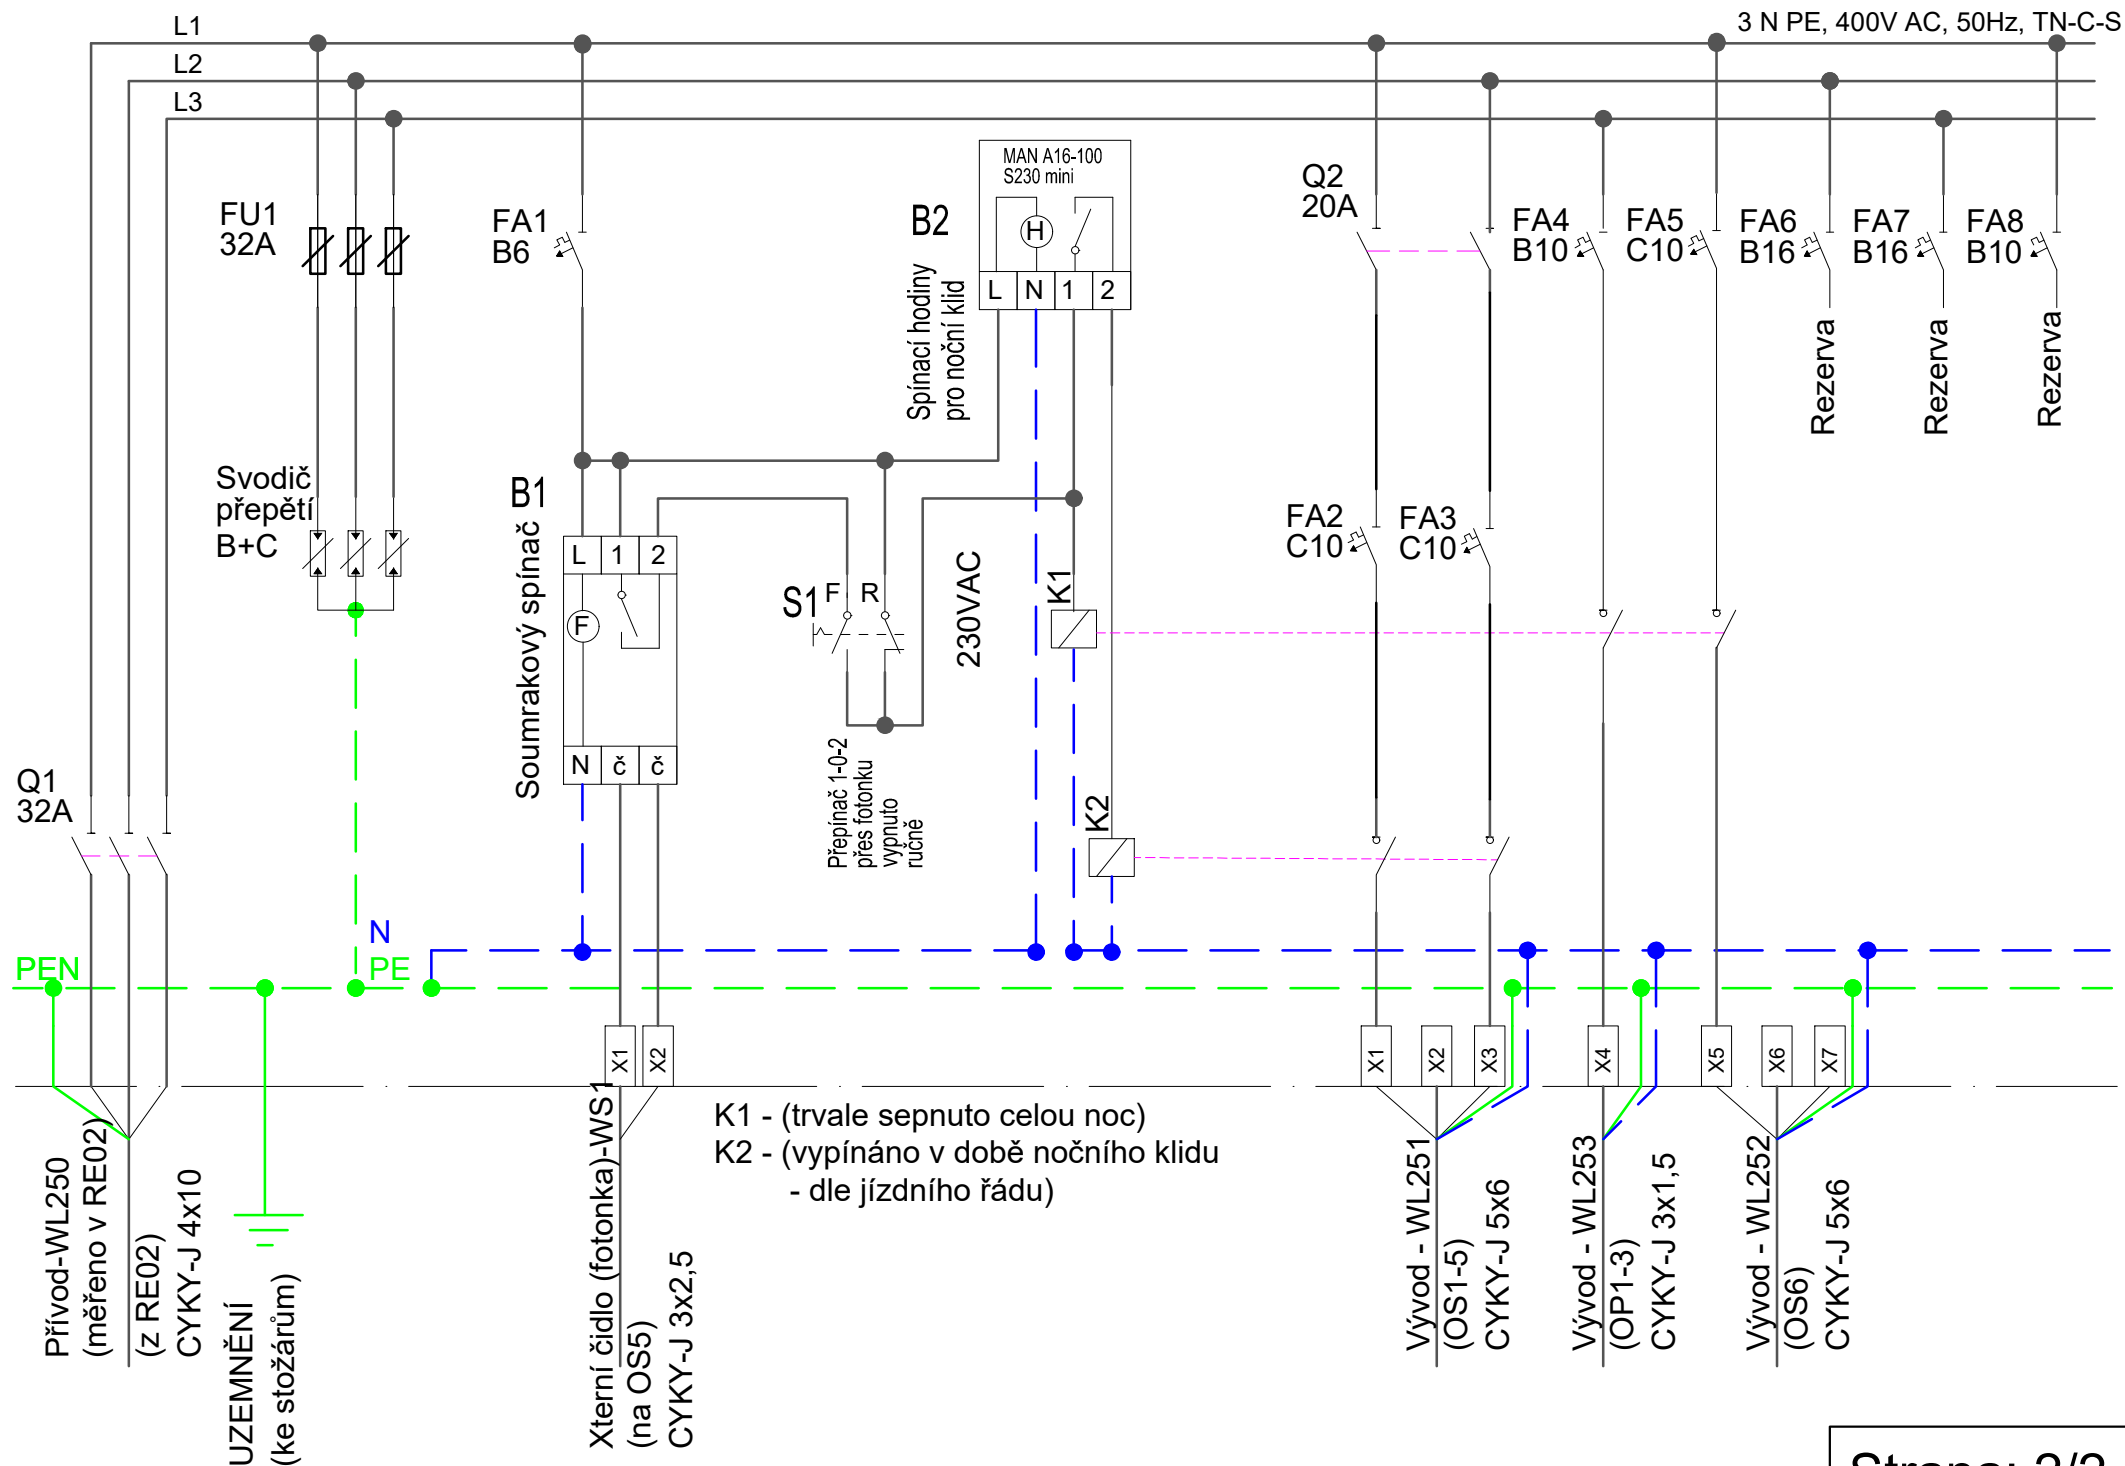 3 N PE, 400V AC, 50Hz, TN-C-S
L1
L2
L3
FU1
32A
FA1
B6
B2
MAN A16-100
S230 mini
H
L N 1 2
Spínací hodiny
pro noční klid
Q2
20A
FA4
B10
FA5
C10
FA6
B16
FA7
B16
FA8
B10
Rezerva
Rezerva
Rezerva
Svodič
přepětí
B+C
B1
Soumrakový spínač
L 1 2
F
N č č
S1
F R
Přepínač 1-0-2
přes fotonku
vypnuto
ručně
230VAC
K1
K2
FA2
C10
FA3
C10
Q1
32A
N
PEN
PE
X1
X2
X1
X2
X3
X4
X5
X6
X7
K1 - (trvale sepnuto celou noc)
K2 - (vypínáno v době nočního klidu
- dle jízdního řádu)
Přívod-WL250
(měřeno v RE02)
(z RE02)
CYKY-J 4x10
UZEMNĚNÍ
(ke stožárům)
Xterní čidlo (fotonka)-WS1
(na OS5)
CYKY-J 3x2,5
Vývod - WL251
(OS1-5)
CYKY-J 5x6
Vývod - WL253
(OP1-3)
CYKY-J 3x1,5
Vývod - WL252
(OS6)
CYKY-J 5x6